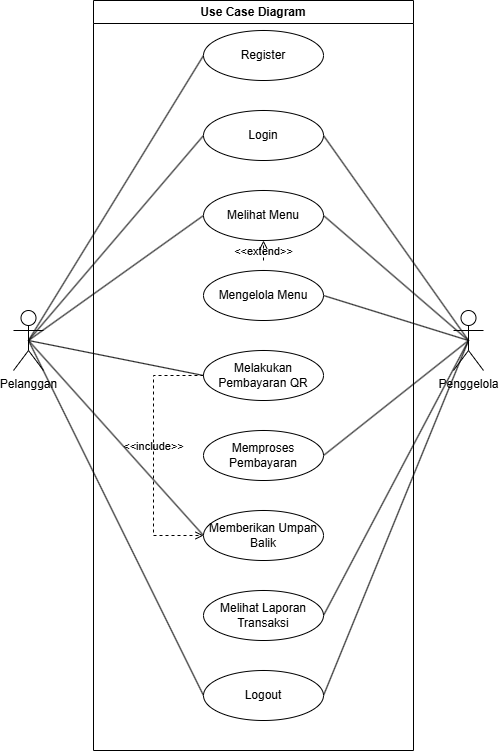 Use Case Diagram
Register
Login
Melihat Menu
<<extend>>
Mengelola Menu
Pelanggan
Penggelola
Melakukan
Pembayaran QR
<<include>>
Memproses
Pembayaran
Memberikan Umpan
Balik
Melihat Laporan
Transaksi
Logout